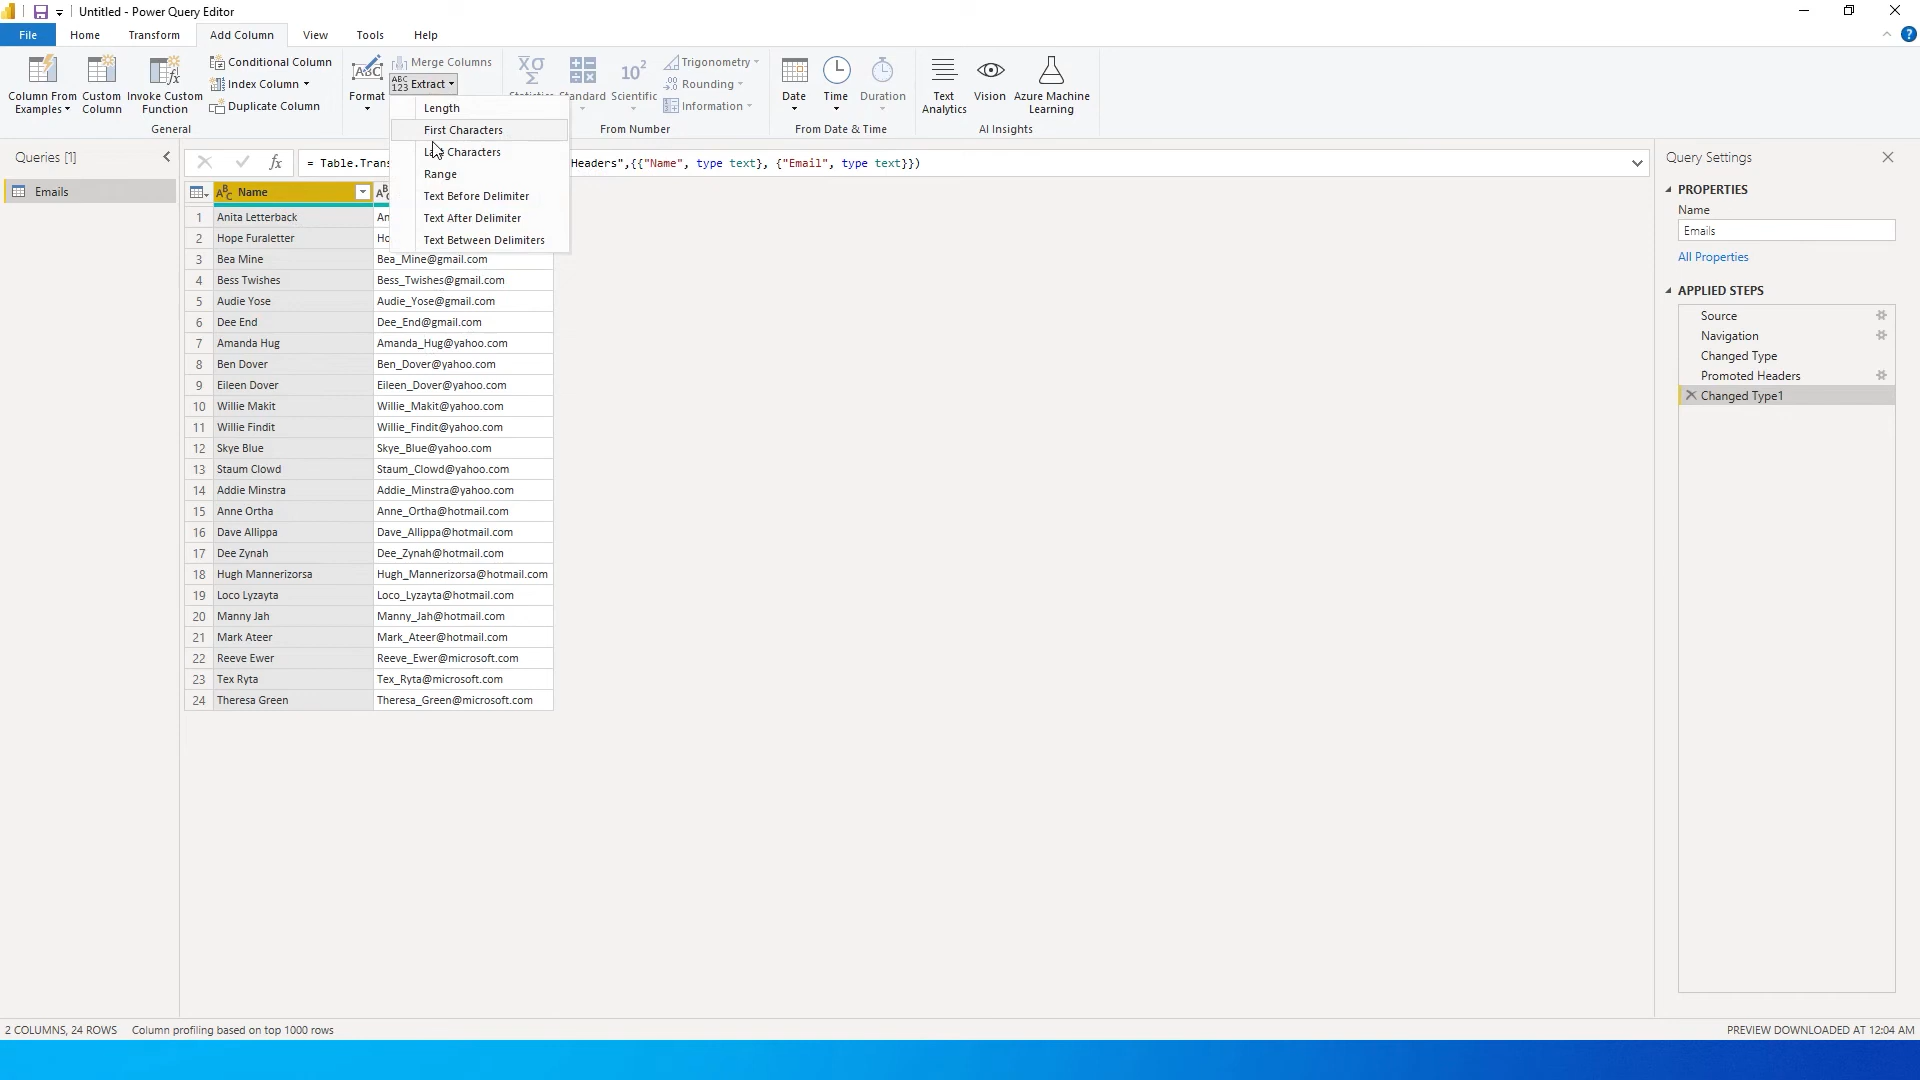 Untitled - Power Query Editor
File Home Transform Add Column View Tools Help
Column From Examples
Custom Column
Invoke Custom Function
Conditional Column
Index Column
Duplicate Column
General
Format
Merge Columns
ABC 123 Extract
Length
First Characters
Characters
Range
Text Before Delimiter
Text After Delimiter
Text Between Delimiters
Standard
Scientific
Trigonometry
Rounding
Information
From Number
Date
Time
Duration
From Date & Time
Text Analytics
Vision
Azure Machine Learning
AI Insights
Queries [1]
Emails
= Table.Trans Headers",{{"Name", type text}, {"Email", type text}})
Name
1 Anita Letterback An
2 Hope Furaletter Ho
3 Bea Mine Bea_Mine@gmail.com
4 Bess Twishes Bess_Twishes@gmail.com
5 Audie Yose Audie_Yose@gmail.com
6 Dee End Dee_End@gmail.com
7 Amanda Hug Amanda_Hug@yahoo.com
8 Ben Dover Ben_Dover@yahoo.com
9 Eileen Dover Eileen_Dover@yahoo.com
10 Willie Makit Willie_Makit@yahoo.com
11 Willie Findit Willie_Findit@yahoo.com
12 Skye Blue Skye_Blue@yahoo.com
13 Staum Clowd Staum_Clowd@yahoo.com
14 Addie Minstra Addie_Minstra@yahoo.com
15 Anne Ortha Anne_Ortha@hotmail.com
16 Dave Allippa Dave_Allippa@hotmail.com
17 Dee Zynah Dee_Zynah@hotmail.com
18 Hugh Mannerizorsa Hugh_Mannerizorsa@hotmail.com
19 Loco Lyzayta Loco_Lyzayta@hotmail.com
20 Manny Jah Manny_Jah@hotmail.com
21 Mark Ateer Mark_Ateer@hotmail.com
22 Reeve Ewer Reeve_Ewer@microsoft.com
23 Tex Ryta Tex_Ryta@microsoft.com
24 Theresa Green Theresa_Green@microsoft.com
Query Settings
PROPERTIES
Name
Emails
All Properties
APPLIED STEPS
Source
Navigation
Changed Type
Promoted Headers
Changed Type1
2 COLUMNS, 24 ROWS Column profiling based on top 1000 rows
PREVIEW DOWNLOADED AT 12:04 AM